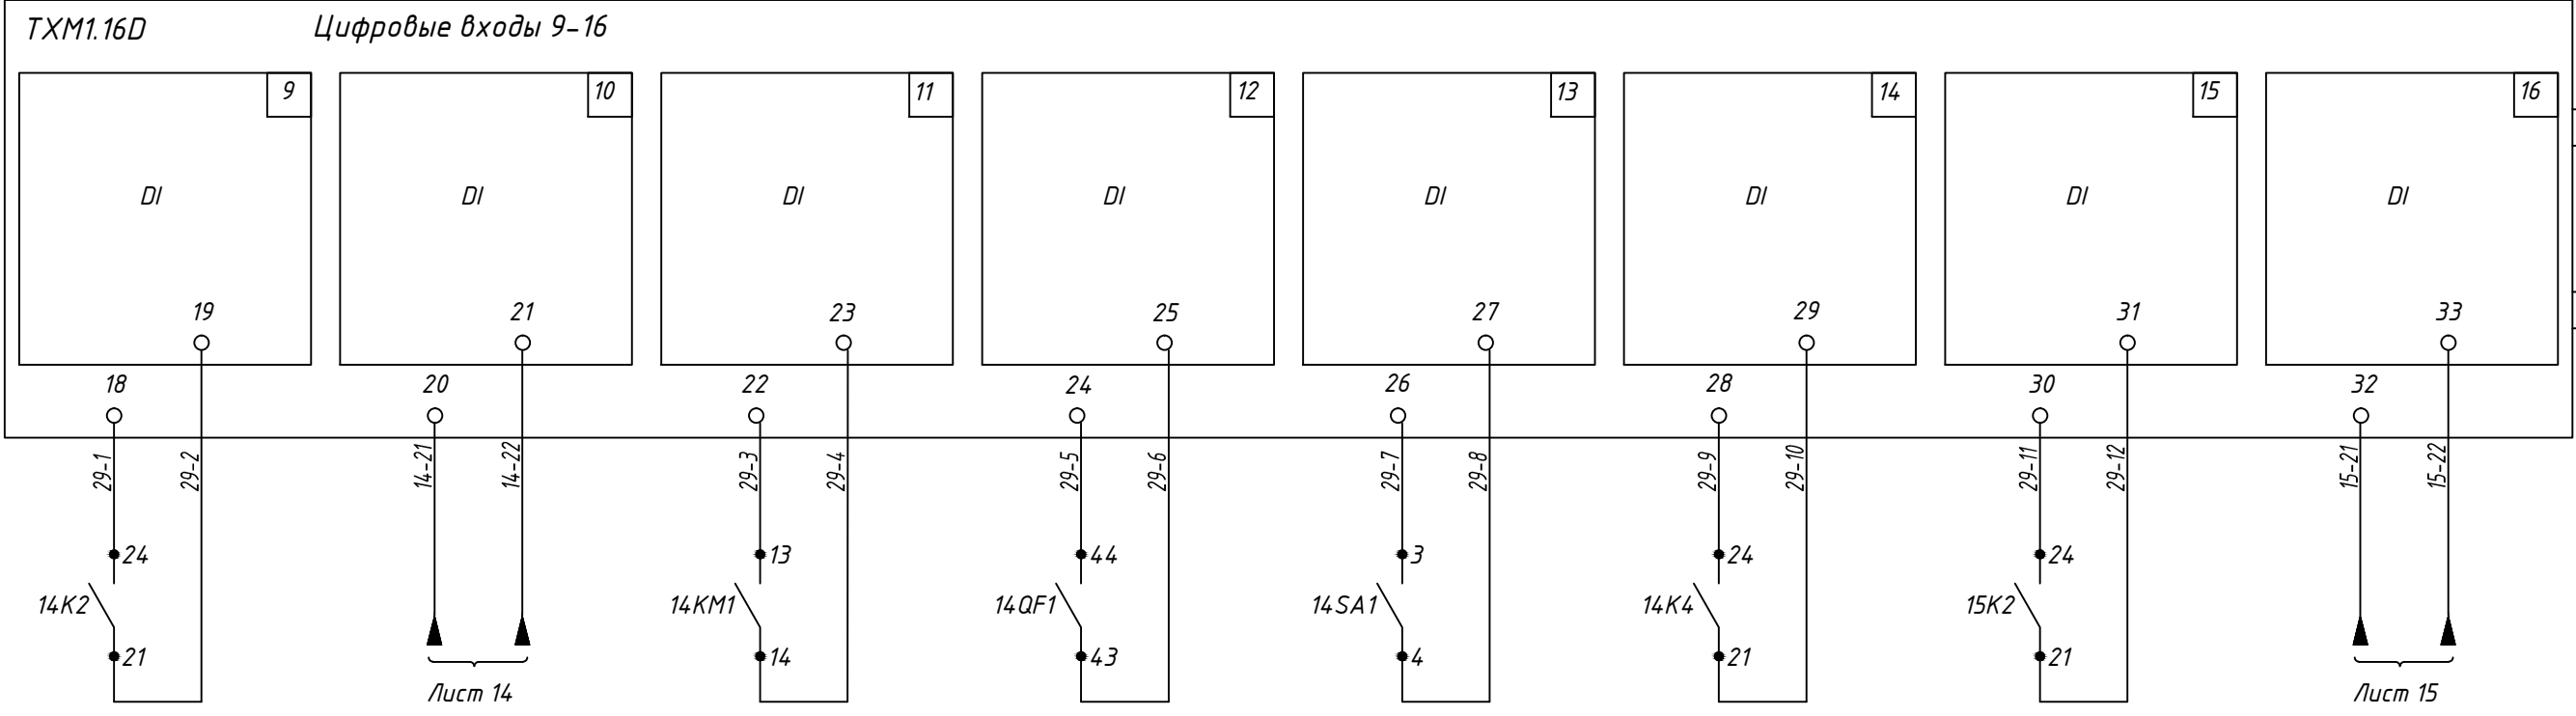 TXM1.16D Цифровые входы 9-16
9 10 11 12 13 14 15 16
DI DI DI DI DI DI DI DI
19 21 23 25 27 29 31 33
18 20 22 24 26 28 30 32
29-1 29-2 14-21 14-22 29-3 29-4 29-5 29-6 29-7 29-8 29-9 29-10 29-11 29-12 15-21 15-22
24 13 44 3 24 24
14K2 14KM1 14QF1 14SA1 14K4 15K2
21 14 43 4 21 21
Лист 14 Лист 15